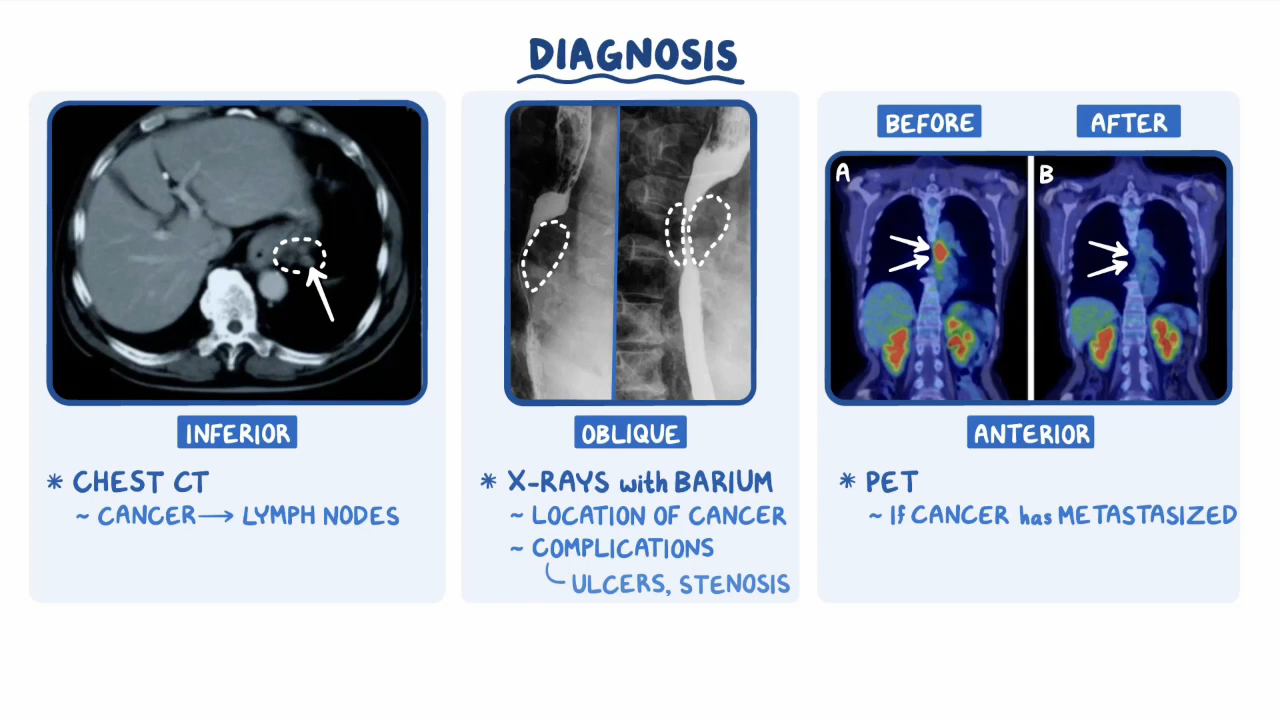 DIAGNOSIS
BEFORE
AFTER
A
B
INFERIOR
* CHEST CT
~ CANCER → LYMPH NODES
OBLIQUE
* X-RAYS with BARIUM
~ LOCATION OF CANCER
~ COMPLICATIONS
ULCERS, STENOSIS
ANTERIOR
* PET
~ If CANCER has METASTASIZED